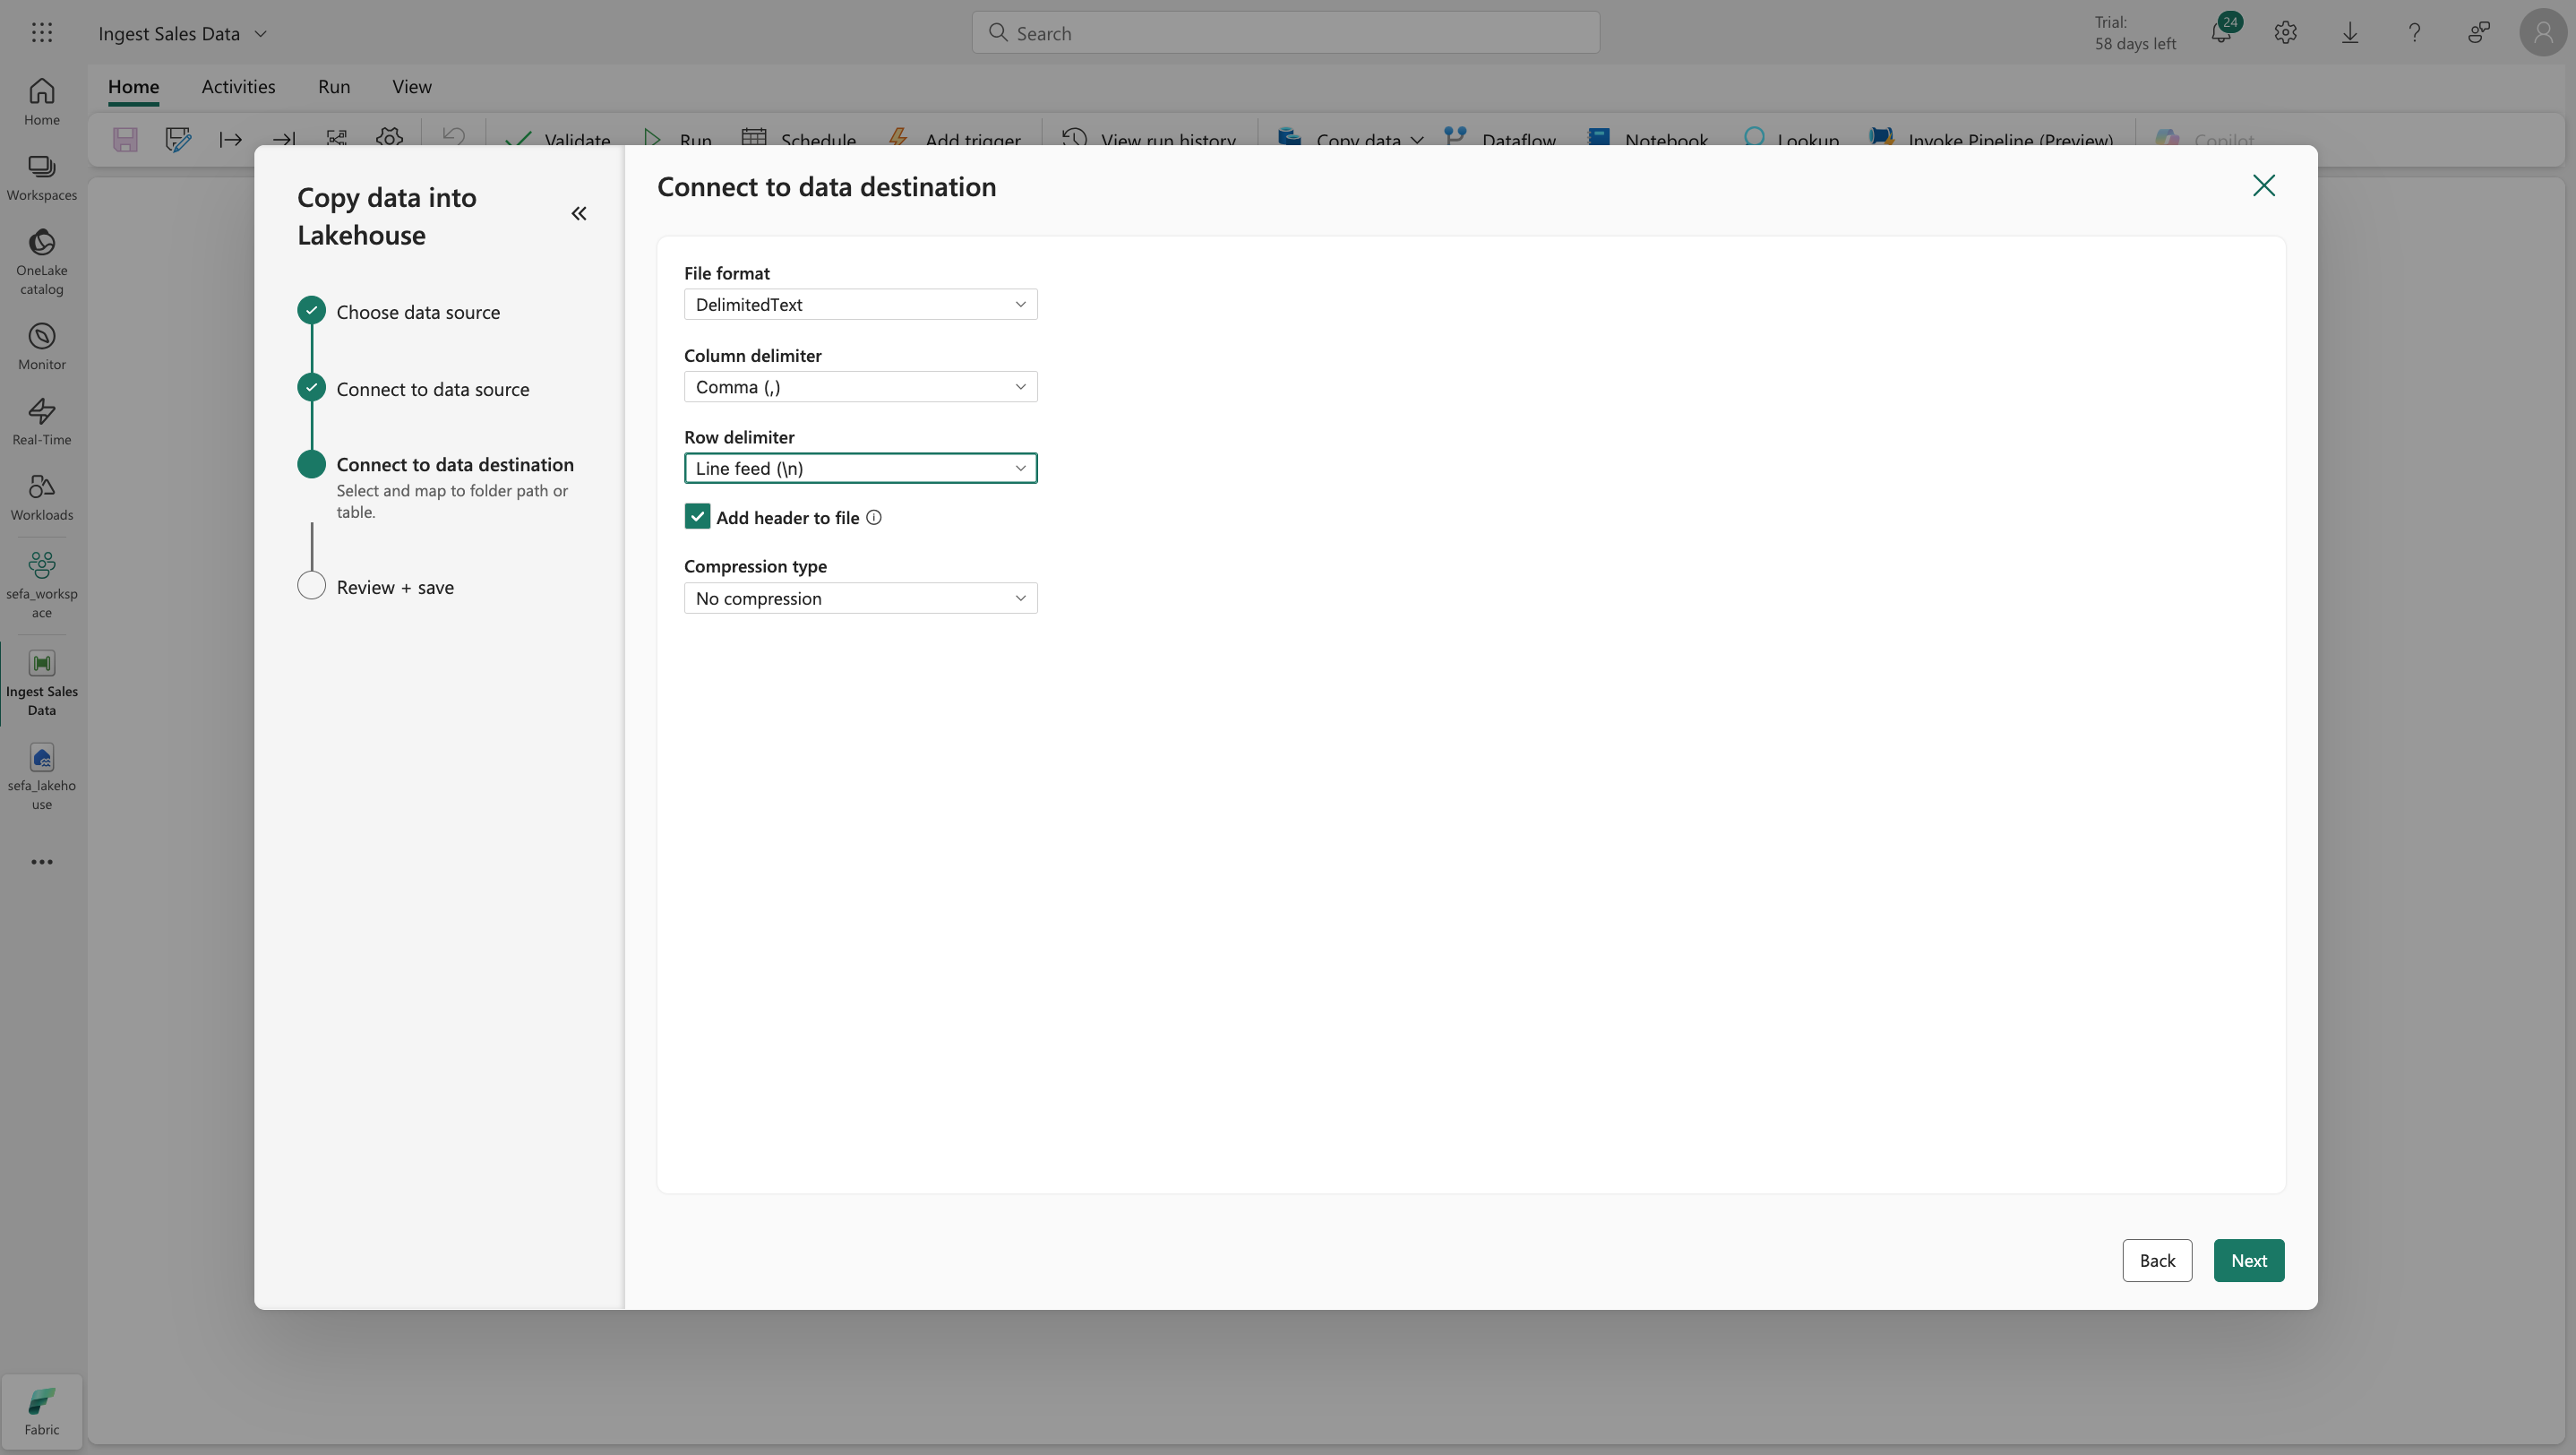 Ingest Sales Data
Search
Trial:
58 days left
24
Home
Activities
Run
View
Validate
Run
Schedule
Add trigger
View run history
Copy data
Dataflow
Notebook
Lookup
Invoke Pipeline (Preview)
Copilot
Home
Workspaces
OneLake
catalog
Monitor
Real-Time
Workloads
sefa_worksp
ace
Ingest Sales
Data
sefa_lakeho
use
Fabric
Copy data into
Lakehouse
Choose data source
Connect to data source
Connect to data destination
Select and map to folder path or
table.
Review + save
Connect to data destination
File format
DelimitedText
Column delimiter
Comma (,)
Row delimiter
Line feed (\n)
Add header to file
Compression type
No compression
Back
Next